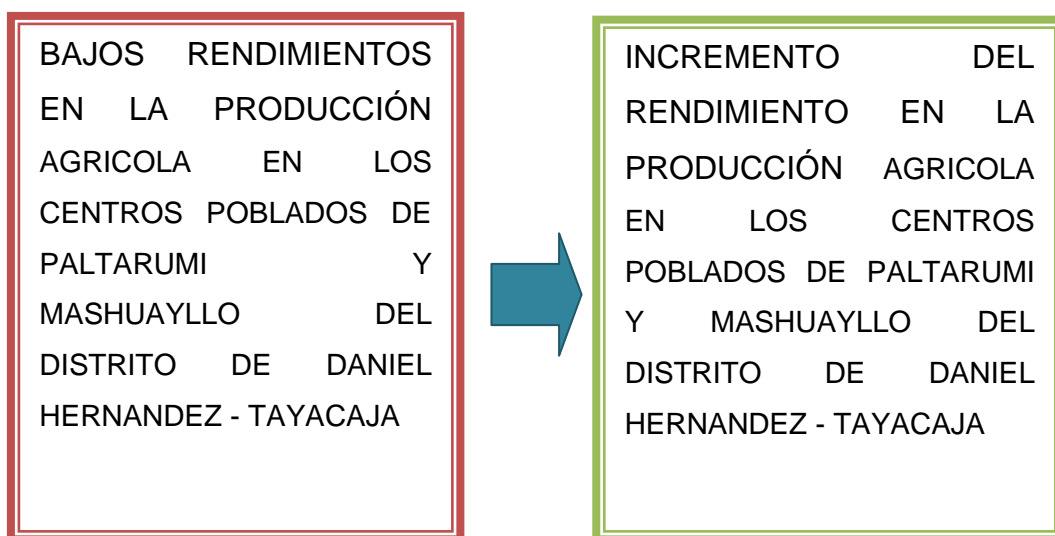 BAJOS RENDIMIENTOS
EN LA PRODUCCIÓN
AGRICOLA EN LOS
CENTROS POBLADOS DE
PALTARUMI Y
MASHUAYLLO DEL
DISTRITO DE DANIEL
HERNANDEZ - TAYACAJA
INCREMENTO DEL
RENDIMIENTO EN LA
PRODUCCIÓN AGRICOLA
EN LOS CENTROS
POBLADOS DE PALTARUMI
Y MASHUAYLLO DEL
DISTRITO DE DANIEL
HERNANDEZ - TAYACAJA